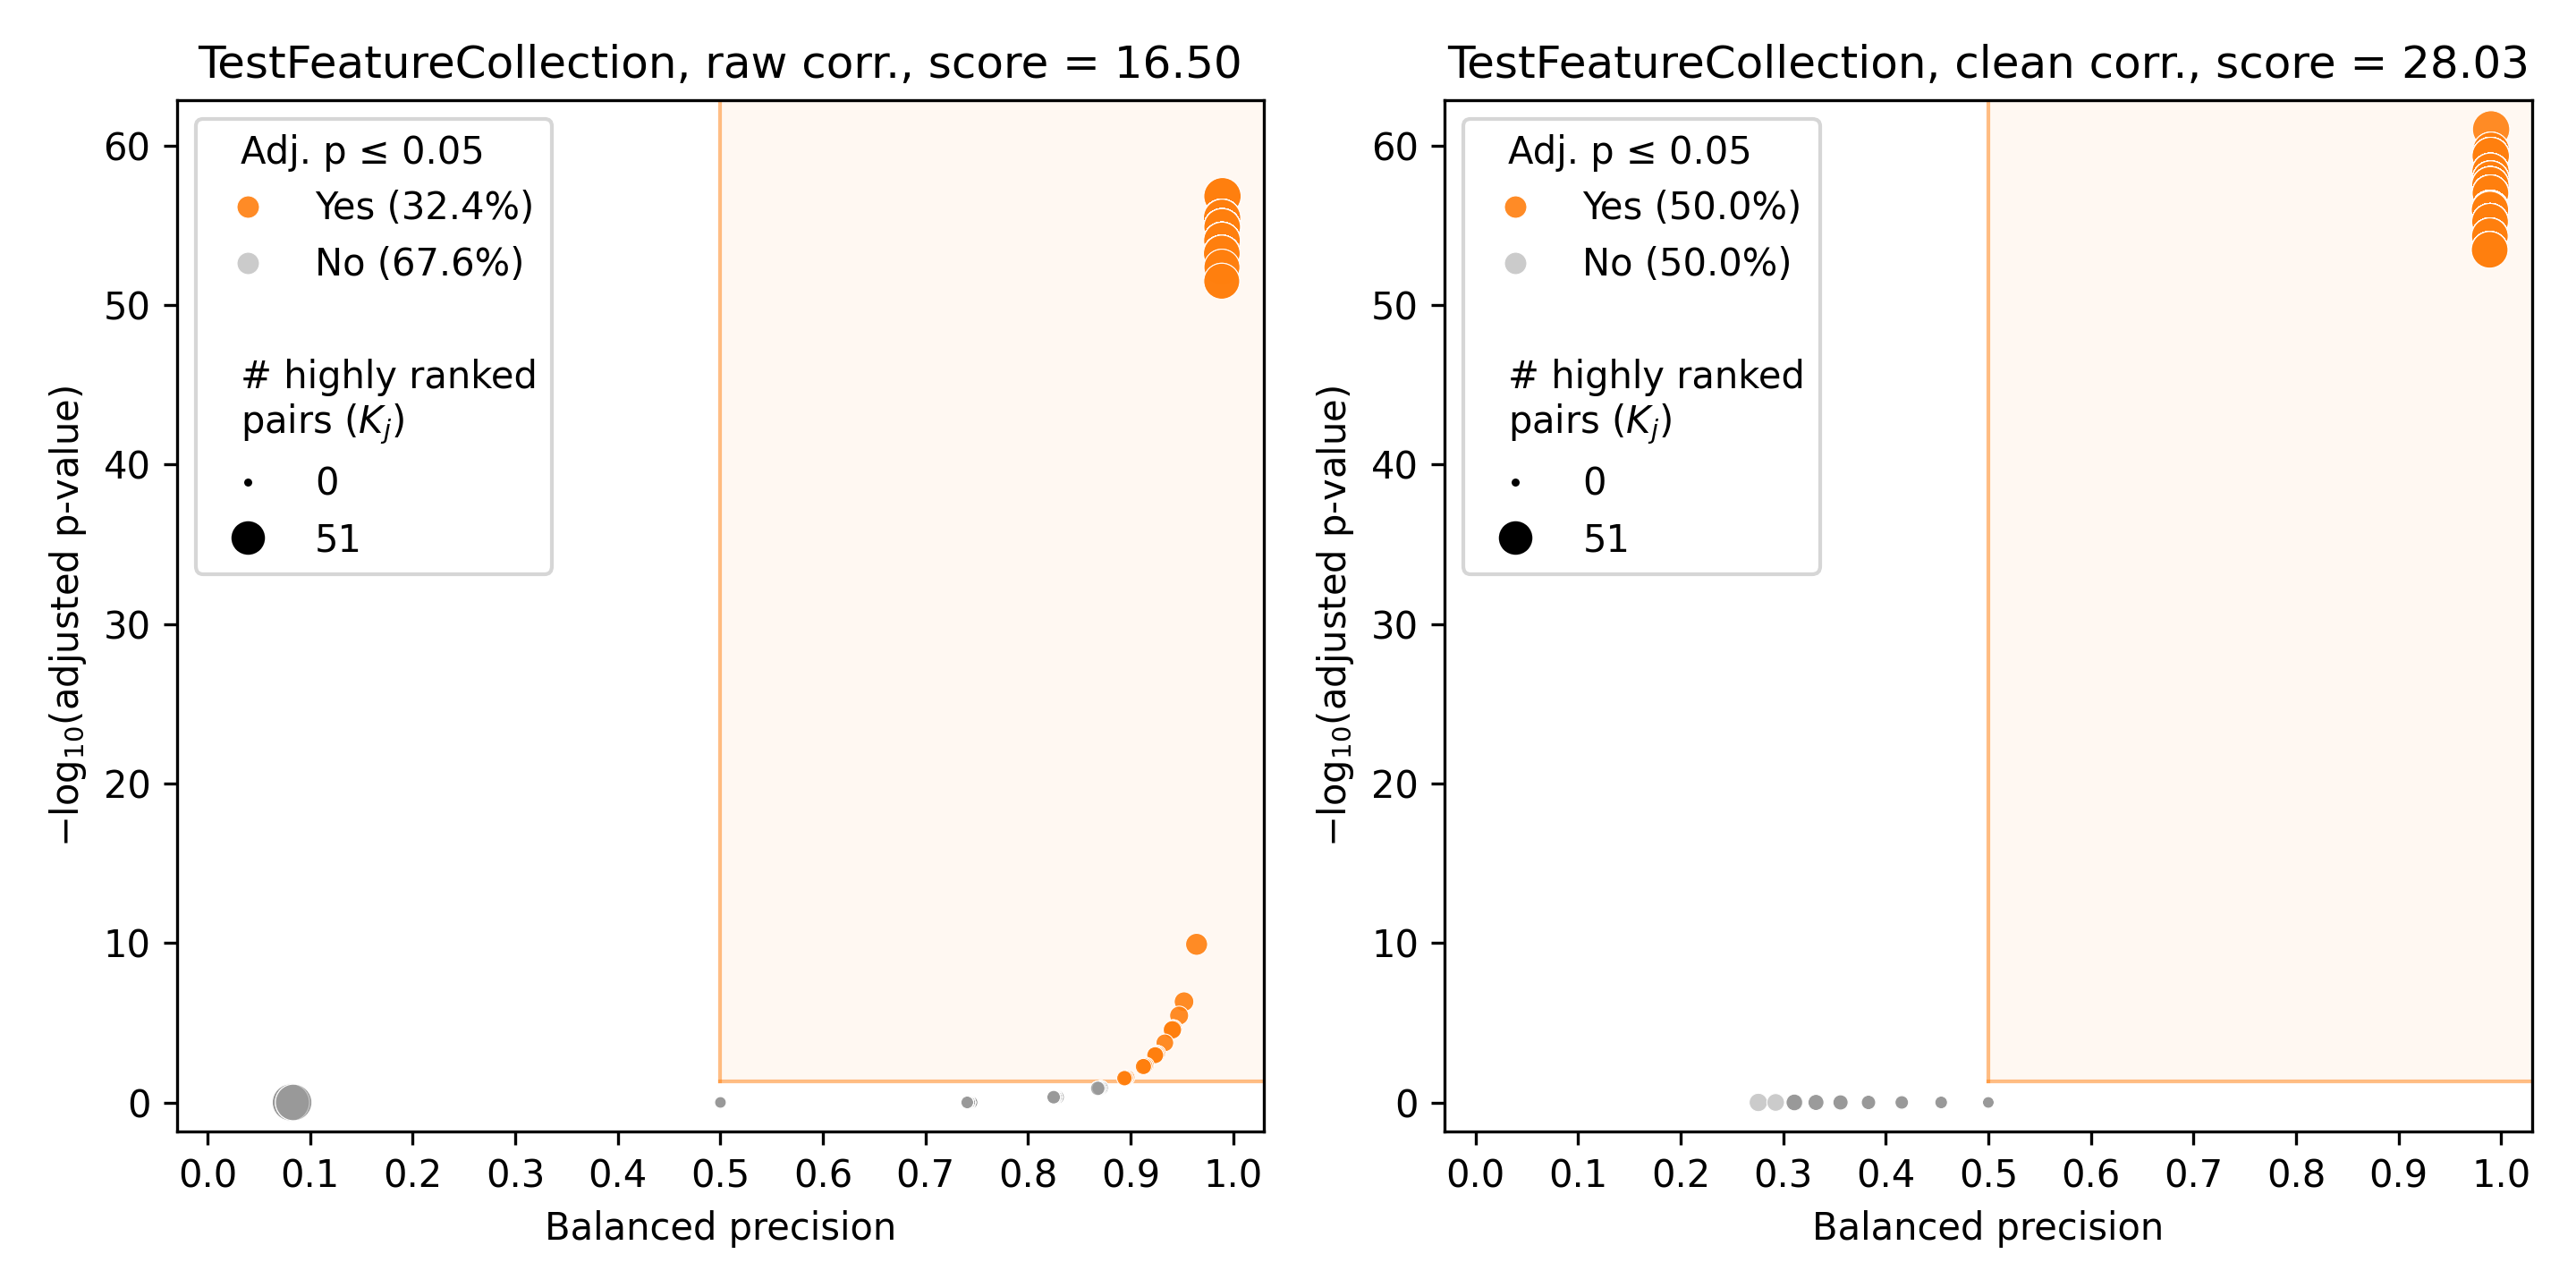 TestFeatureCollection, raw corr., score = 16.50
Adj. p ≤ 0.05
Yes (32.4%)
No (67.6%)
# highly ranked
pairs (Kj)
0
51
60
50
40
30
20
10
0
−log10(adjusted p-value)
0.0 0.1 0.2 0.3 0.4 0.5 0.6 0.7 0.8 0.9 1.0
Balanced precision
TestFeatureCollection, clean corr., score = 28.03
Adj. p ≤ 0.05
Yes (50.0%)
No (50.0%)
# highly ranked
pairs (Kj)
0
51
60
50
40
30
20
10
0
−log10(adjusted p-value)
0.0 0.1 0.2 0.3 0.4 0.5 0.6 0.7 0.8 0.9 1.0
Balanced precision